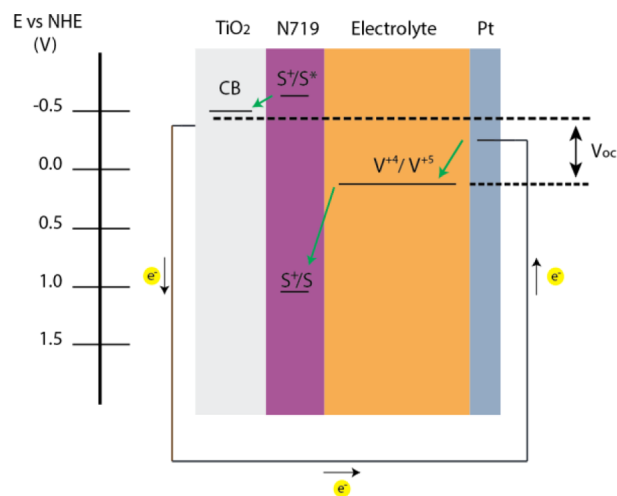 E vs NHE
(V)
TiO₂ N719 Electrolyte Pt
CB
S⁺/S*
-0.5
Voc
0.0
V⁺⁴/ V⁺⁵
0.5
e⁻
e⁻
1.0
S⁺/S
1.5
e⁻